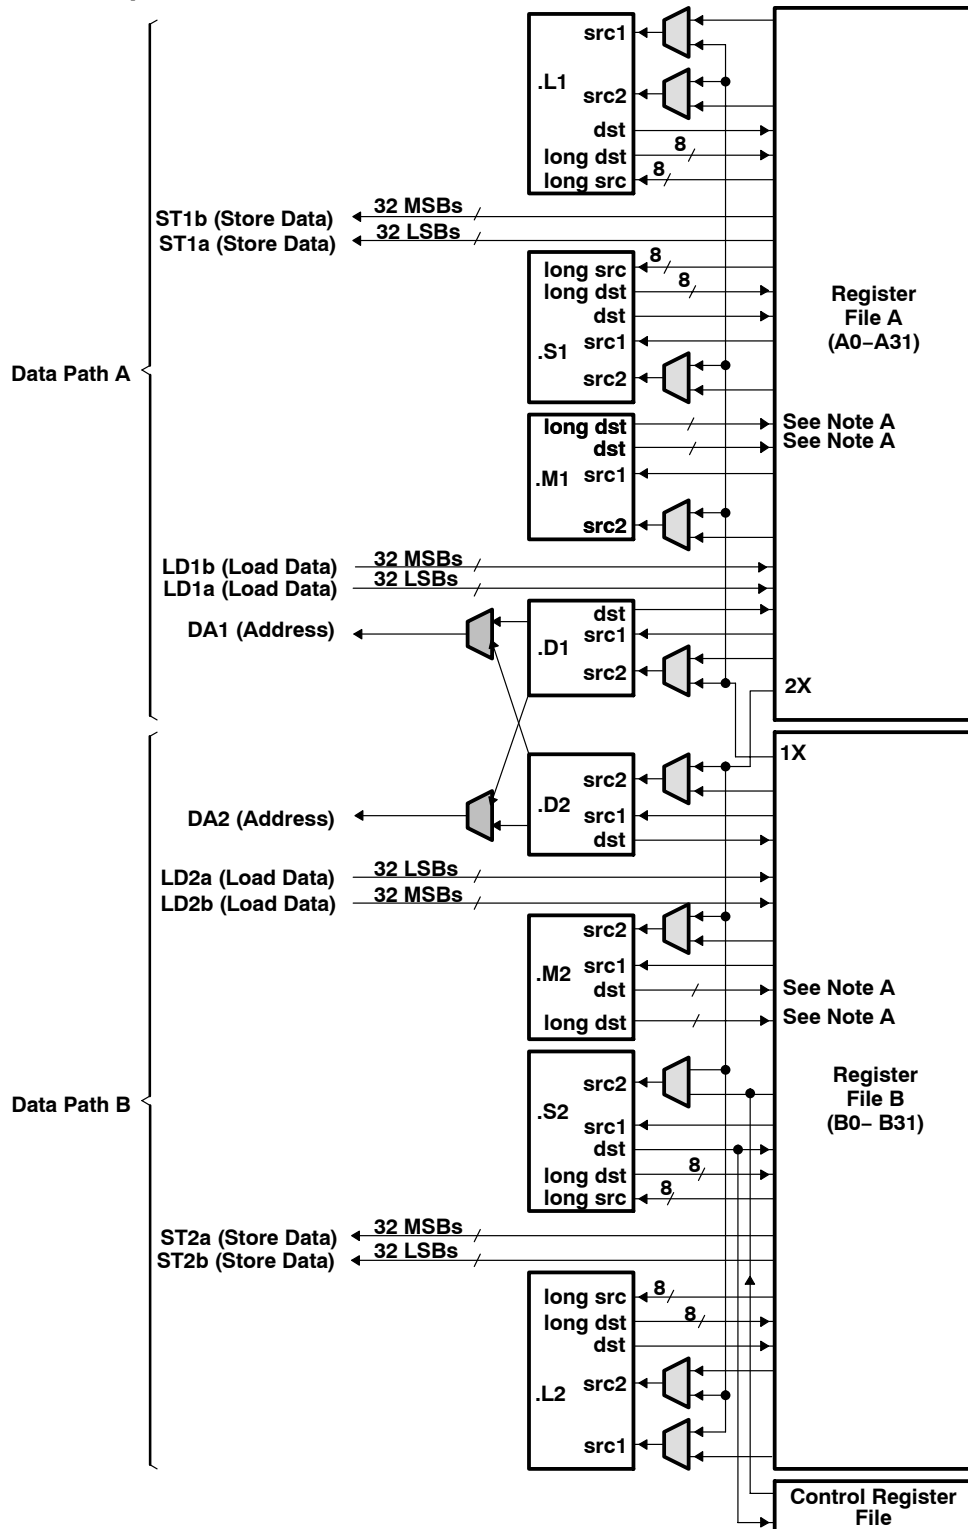 src1
.L1
src2
dst
long dst
8
long src
8
ST1b (Store Data)
32 MSBs
ST1a (Store Data)
32 LSBs
long src
8
long dst
8
dst
src1
.S1
src2
Register
File A
(A0–A31)
Data Path A
long dst
See Note A
dst
See Note A
.M1
src1
src2
LD1b (Load Data)
32 MSBs
LD1a (Load Data)
32 LSBs
DA1 (Address)
dst
src1
.D1
src2
2X
1X
src2
.D2
src1
dst
DA2 (Address)
LD2a (Load Data)
32 LSBs
LD2b (Load Data)
32 MSBs
src2
src1
.M2
dst
See Note A
long dst
See Note A
src2
.S2
src1
dst
long dst
8
long src
8
Register
File B
(B0– B31)
Data Path B
ST2a (Store Data)
32 MSBs
ST2b (Store Data)
32 LSBs
long src
8
long dst
8
dst
src2
.L2
src1
Control Register
File